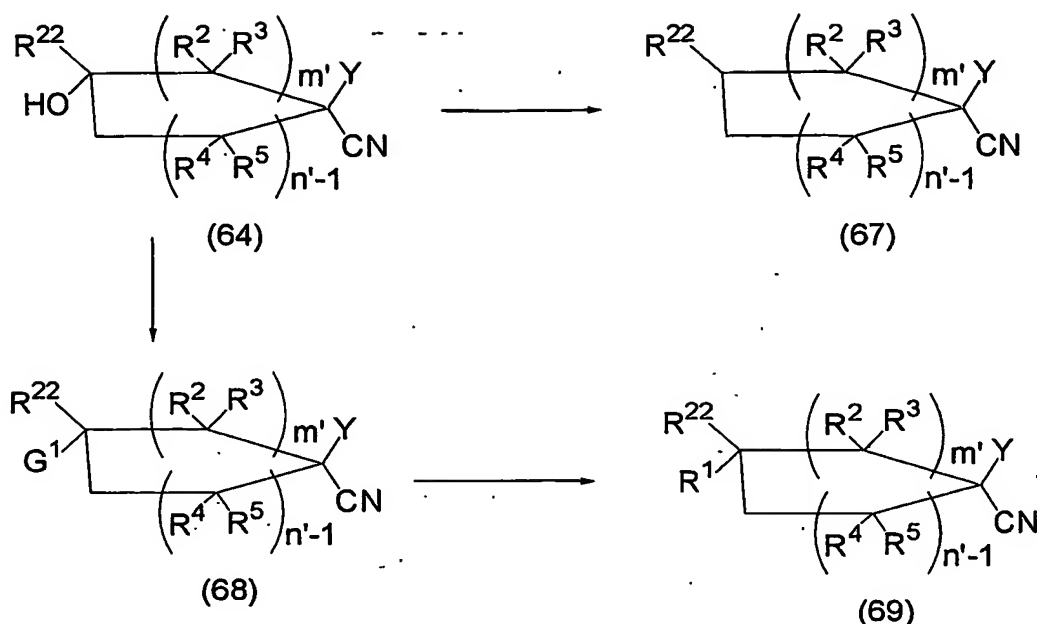 R22 R2 R3 m' Y
HO
R4 R5 n'-1 CN
(64)
R22 R2 R3 m' Y
R4 R5 n'-1 CN
(67)
R22 R2 R3 m' Y
G1
R4 R5 n'-1 CN
(68)
R22 R2 R3 m' Y
R1
R4 R5 n'-1 CN
(69)